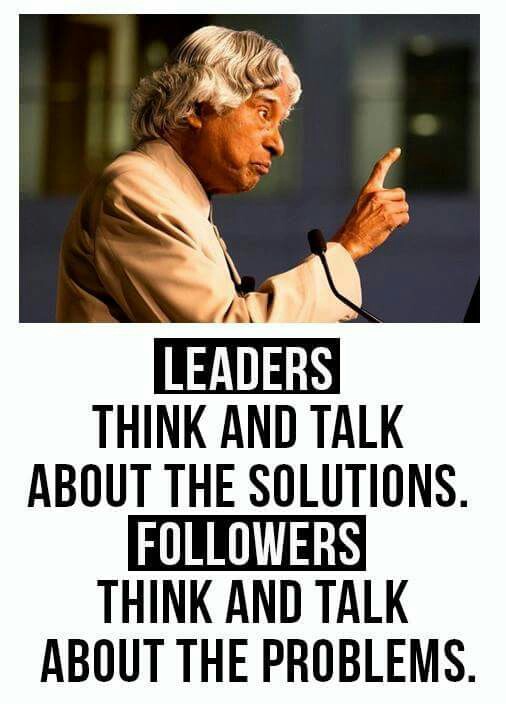 LEADERS
THINK AND TALK
ABOUT THE SOLUTIONS.
FOLLOWERS
THINK AND TALK
ABOUT THE PROBLEMS.